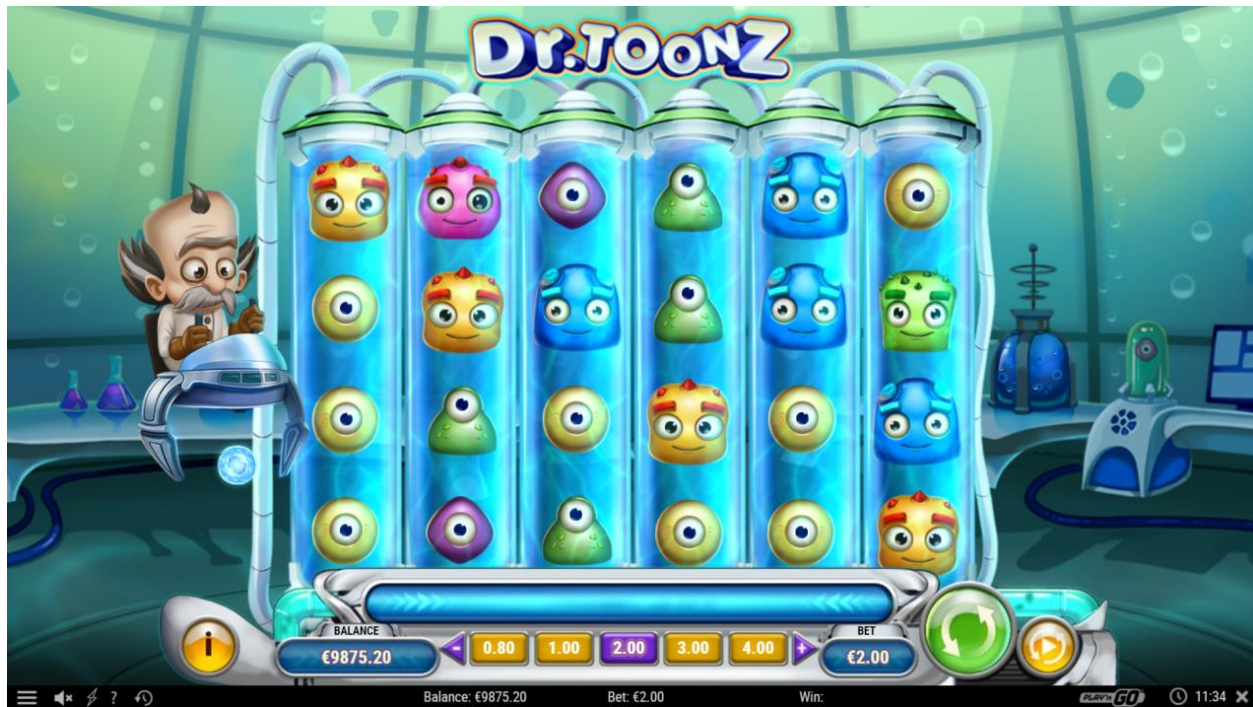 Dr.TOONZ
BALANCE
€9875.20
-
0.80
1.00
2.00
3.00
4.00
+
BET
€2.00
i
?
Balance: €9875.20
Bet: €2.00
Win:
PLAY'n GO
11:34